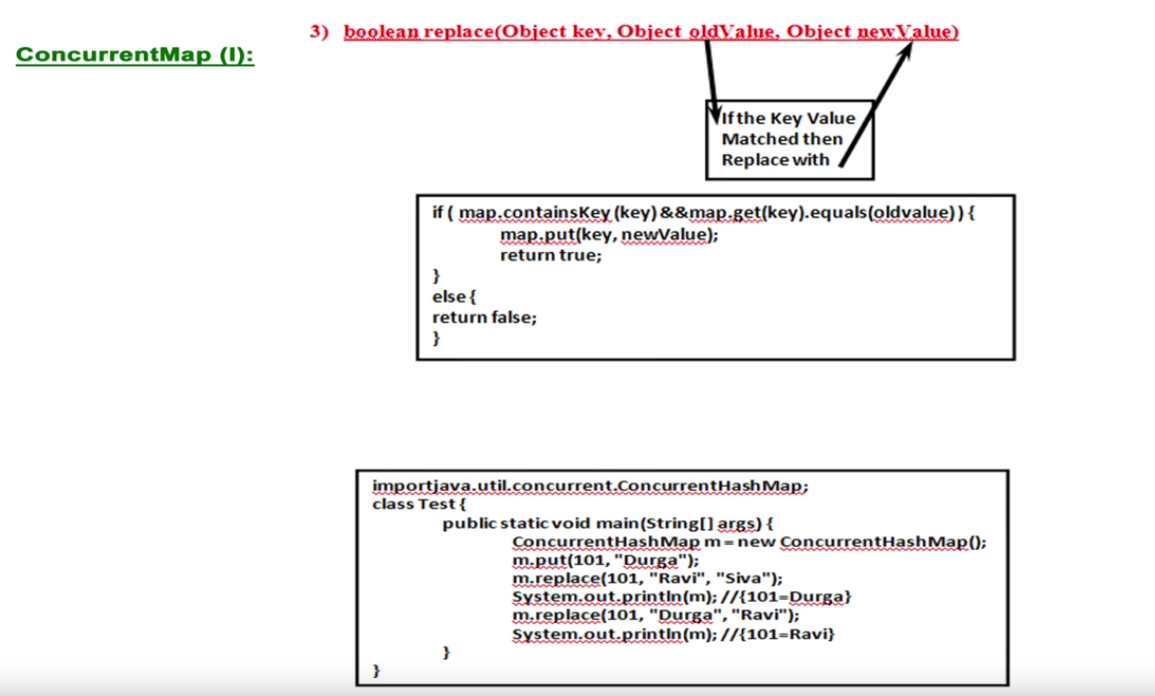 3) boolean replace(Object key, Object oldValue, Object newValue)
ConcurrentMap (I):
If the Key Value
Matched then
Replace with
if ( map.containsKey (key) &&map.get(key).equals(oldvalue) ) {
map.put(key, newValue);
return true;
}
else {
return false;
}
importjava.util.concurrent.ConcurrentHashMap;
class Test {
public static void main(String[] args) {
ConcurrentHashMap m = new ConcurrentHashMap();
m.put(101, "Durga");
m.replace(101, "Ravi", "Siva");
System.out.println(m); //{101=Durga}
m.replace(101, "Durga", "Ravi");
System.out.println(m); //{101=Ravi}
}
}